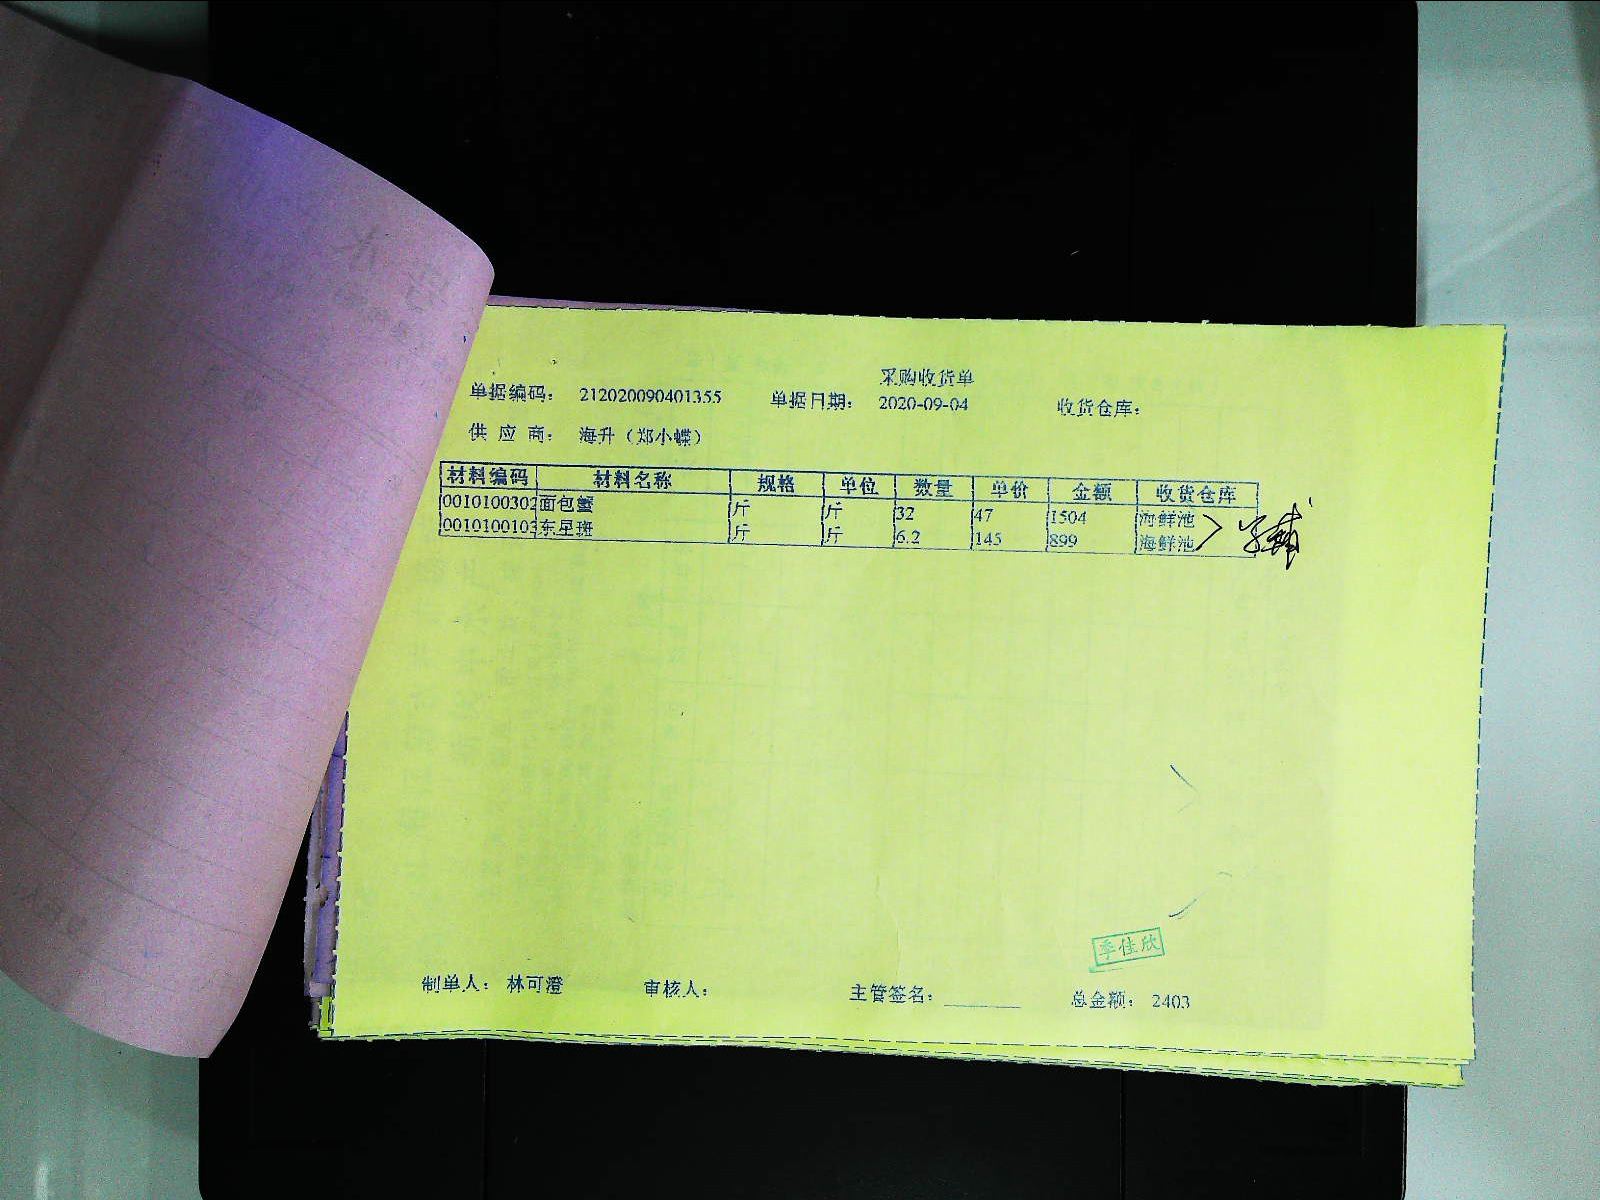 采购收货单
单据编码： 212020090401355 单据日期： 2020-09-04 收货仓库：
供 应 商： 海升（郑小蝶）
材料编码 材料名称 规格 单位 数量 单价 金额 收货仓库
0010100302 面包蟹 斤 斤 32 47 1504 海鲜池
0010100103 东星斑 斤 斤 6.2 145 899 海鲜池
季佳欣
制单人： 林可澄 审核人： 主管签名： 总金额： 2403